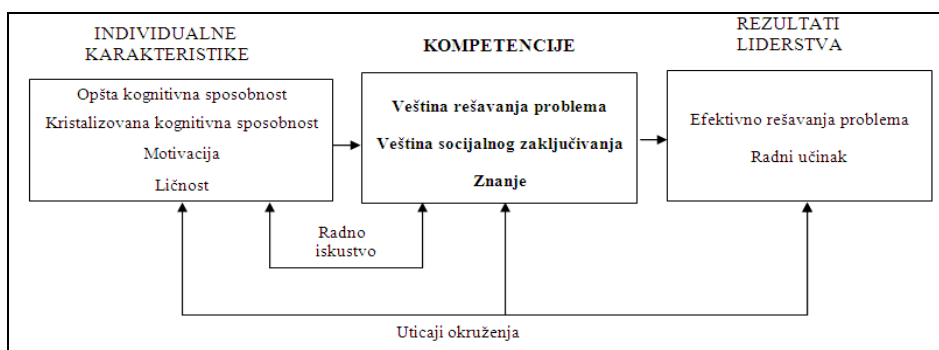 INDIVIDUALNE
KARAKTERISTIKE
KOMPETENCIJE
REZULTATI
LIDERSTVA
Opšta kognitivna sposobnost
Kristalizovana kognitivna sposobnost
Motivacija
Ličnost
Veština rešavanja problema
Veština socijalnog zaključivanja
Znanje
Efektivno rešavanja problema
Radni učinak
Radno
iskustvo
Uticaji okruženja